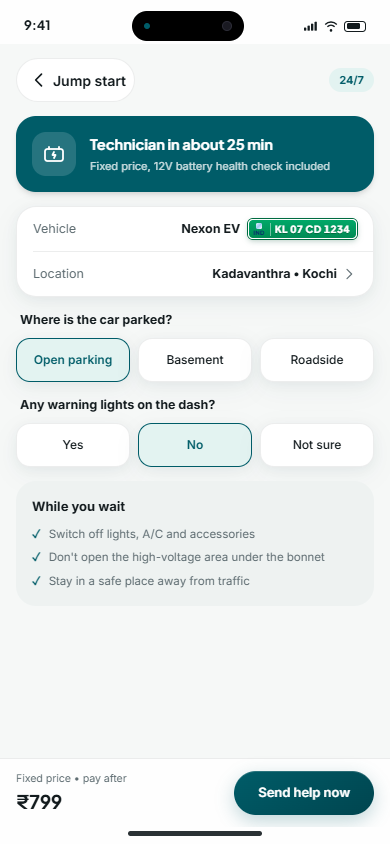 9:41
Jump start
24/7
Technician in about 25 min
Fixed price, 12V battery health check included
Vehicle
Nexon EV
IND
KL 07 CD 1234
Location
Kadavanthra • Kochi
Where is the car parked?
Open parking
Basement
Roadside
Any warning lights on the dash?
Yes
No
Not sure
While you wait
✓ Switch off lights, A/C and accessories
✓ Don't open the high-voltage area under the bonnet
✓ Stay in a safe place away from traffic
Fixed price • pay after
₹799
Send help now